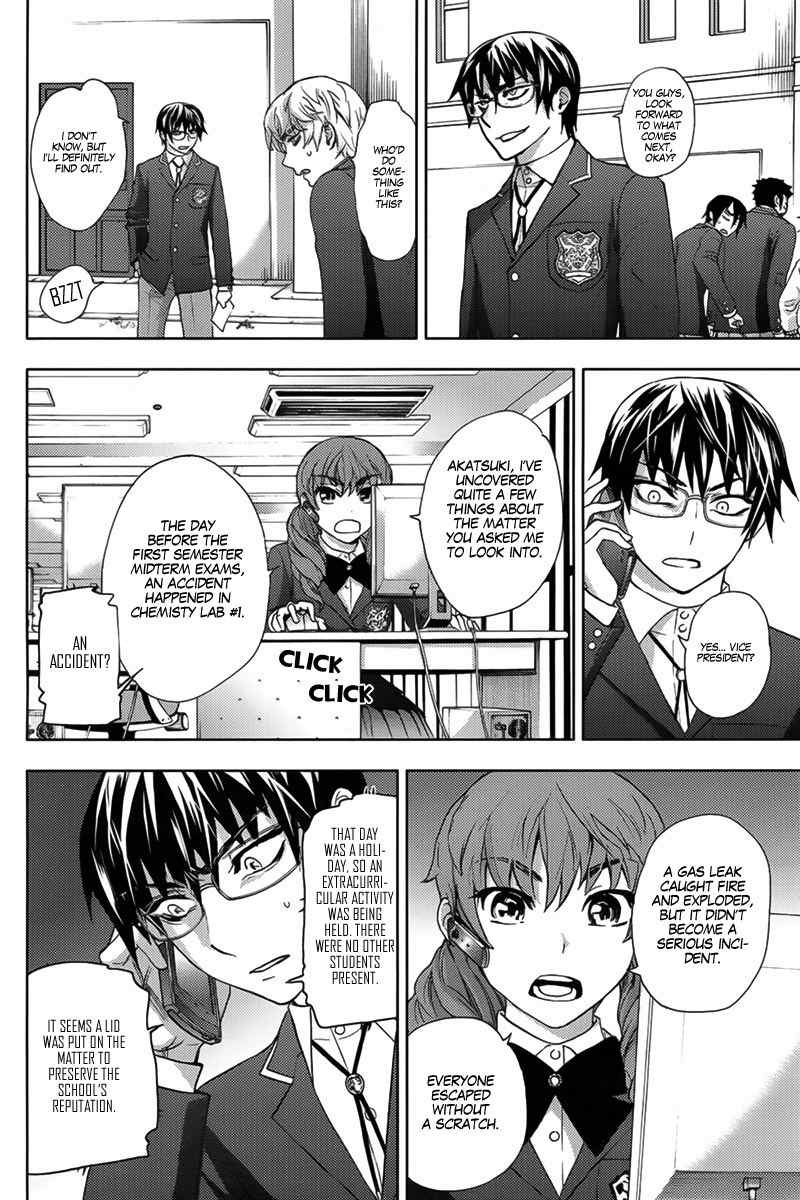 YOU GUYS,
LOOK
FORWARD
TO WHAT
COMES
NEXT,
OKAY?
WHO'D
DO
SOME-
THING
LIKE
THIS?
I DON'T
KNOW, BUT
I'LL DEFINITELY
FIND OUT.
BZZT
YES... VICE
PRESIDENT?
AKATSUKI, I'VE
UNCOVERED
QUITE A FEW
THINGS ABOUT
THE MATTER
YOU ASKED ME
TO LOOK INTO.
THE DAY
BEFORE THE
FIRST SEMESTER
MIDTERM EXAMS,
AN ACCIDENT
HAPPENED IN
CHEMISTY LAB #1.
AN
ACCIDENT?
CLICK
CLICK
A GAS LEAK
CAUGHT FIRE
AND EXPLODED,
BUT IT DIDN'T
BECOME A
SERIOUS INCI-
DENT.
EVERYONE
ESCAPED
WITHOUT
A SCRATCH.
THAT DAY
WAS A HOLI-
DAY, SO AN
EXTRACURRI-
CULAR ACTIVITY
WAS BEING
HELD. THERE
WERE NO OTHER
STUDENTS
PRESENT.
IT SEEMS A LID
WAS PUT ON THE
MATTER TO
PRESERVE THE
SCHOOL'S
REPUTATION.